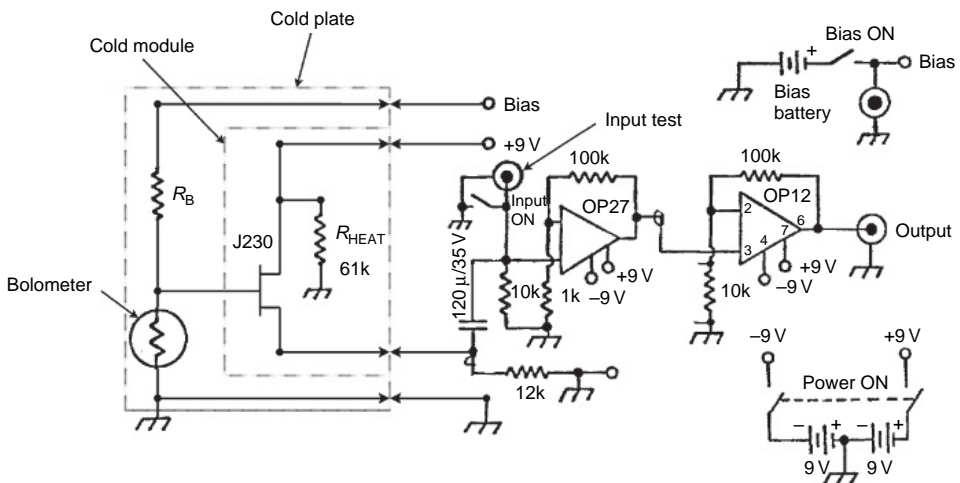 Cold plate
Cold module
Bias ON
+
Bias
Bias
battery
Bias
Input test
+9 V
100k
100k
Input
ON
OP27
OP12
R_B
J230
R_HEAT
61k
2
6
7
3
4
Output
120 µ/35 V
+9 V
−9 V
+9 V
−9 V
10k
1k
10k
Bolometer
12k
−9 V
+9 V
Power ON
− + − +
9 V 9 V